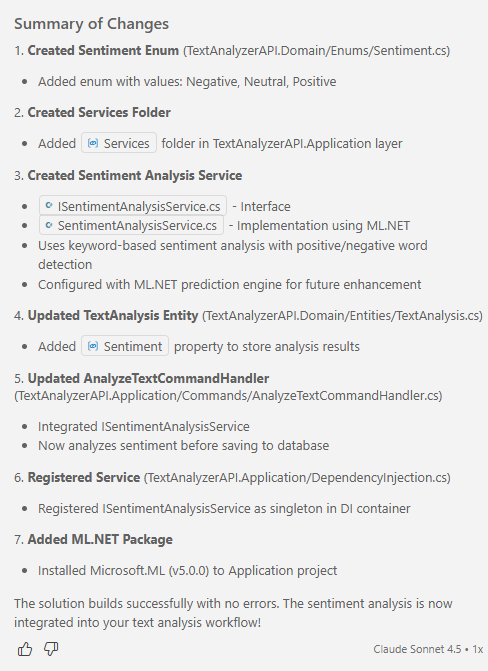 Summary of Changes
1. Created Sentiment Enum (TextAnalyzerAPI.Domain/Enums/Sentiment.cs)
• Added enum with values: Negative, Neutral, Positive
2. Created Services Folder
• Added Services folder in TextAnalyzerAPI.Application layer
3. Created Sentiment Analysis Service
• ISentimentAnalysisService.cs - Interface
• SentimentAnalysisService.cs - Implementation using ML.NET
• Uses keyword-based sentiment analysis with positive/negative word
detection
• Configured with ML.NET prediction engine for future enhancement
4. Updated TextAnalysis Entity (TextAnalyzerAPI.Domain/Entities/TextAnalysis.cs)
• Added Sentiment property to store analysis results
5. Updated AnalyzeTextCommandHandler
(TextAnalyzerAPI.Application/Commands/AnalyzeTextCommandHandler.cs)
• Integrated ISentimentAnalysisService
• Now analyzes sentiment before saving to database
6. Registered Service (TextAnalyzerAPI.Application/DependencyInjection.cs)
• Registered ISentimentAnalysisService as singleton in DI container
7. Added ML.NET Package
• Installed Microsoft.ML (v5.0.0) to Application project
The solution builds successfully with no errors. The sentiment analysis is now
integrated into your text analysis workflow!
Claude Sonnet 4.5 • 1x